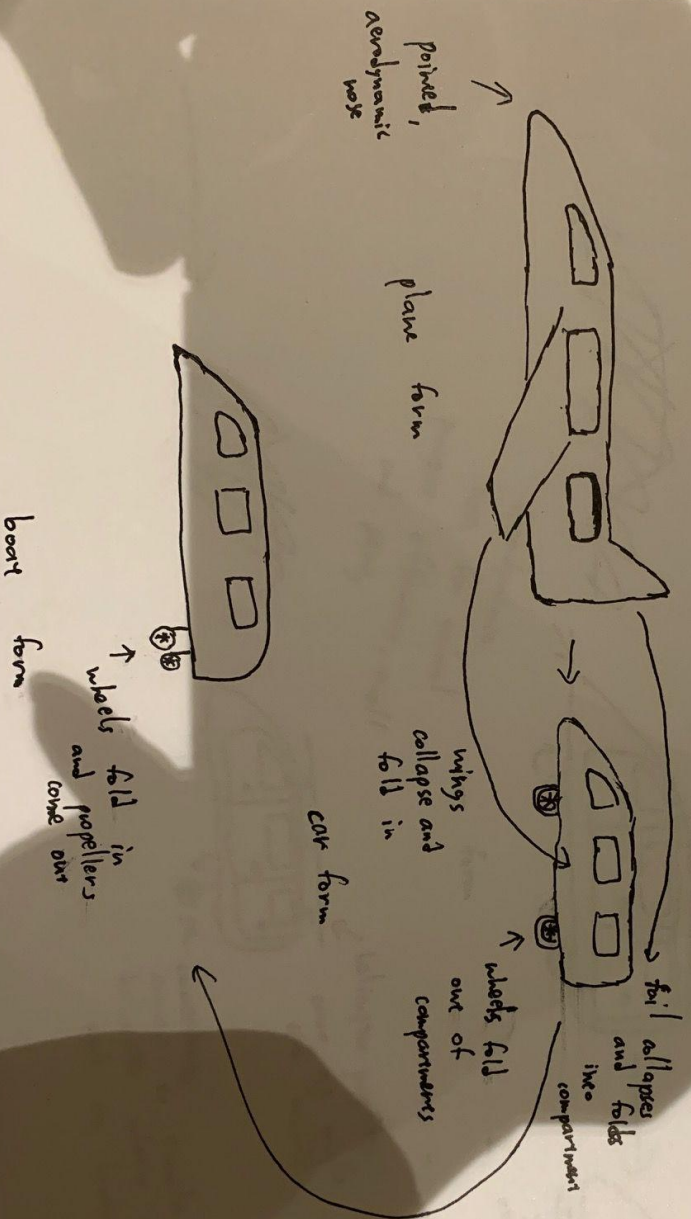 pointed,
aerodynamic
nose
plane form
wings
collapse and
fold in
foil collapses
and folds
into
compartment
wheels fold
out of
compartments
car form
wheels fold in
and propellers
come out
boat form